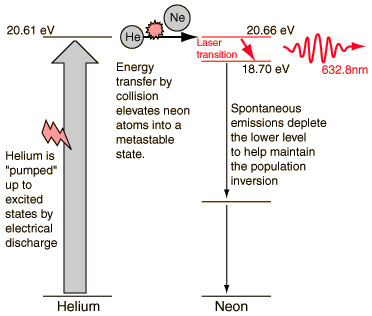 20.61 eV
He
Ne
20.66 eV
Laser
transition
18.70 eV
632.8nm
Energy
transfer by
collision
elevates neon
atoms into a
metastable
state.
Spontaneous
emissions deplete
the lower level
to help maintain
the population
inversion
Helium is
"pumped"
up to
excited
states by
electrical
discharge
Helium
Neon